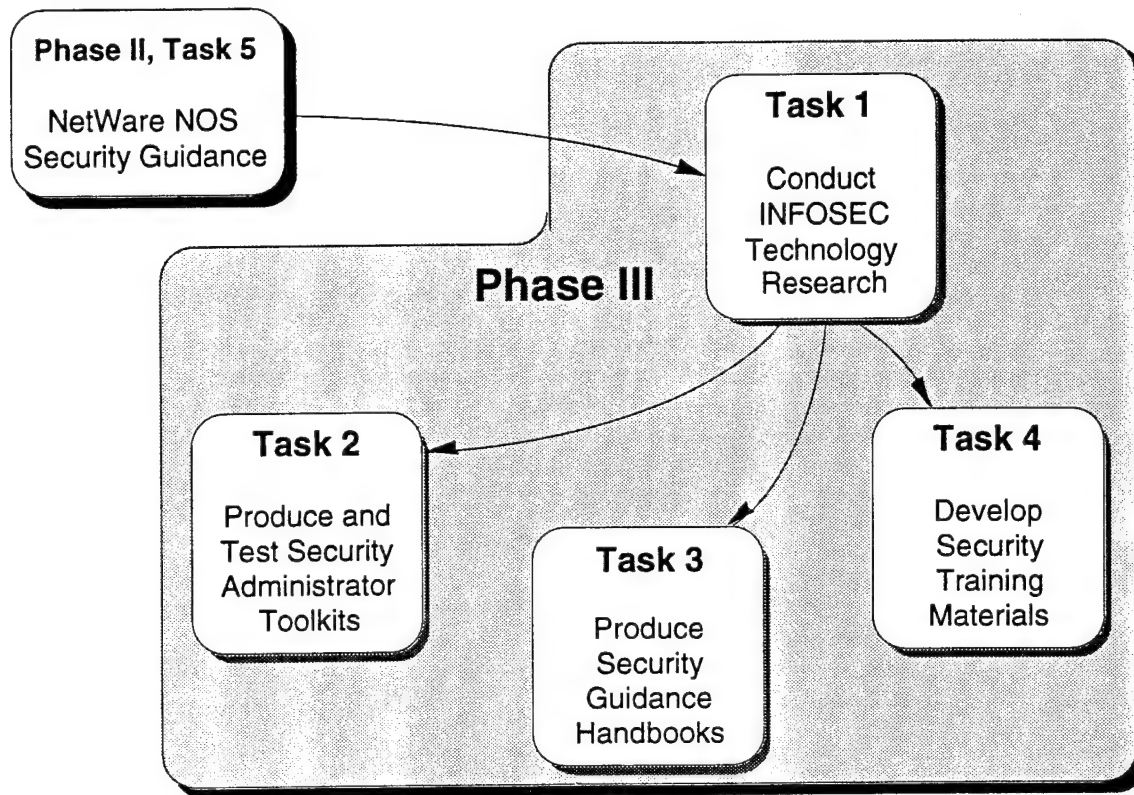 Phase II, Task 5
NetWare NOS
Security Guidance
Task 1
Conduct
INFOSEC
Technology
Research
Phase III
Task 2
Produce and
Test Security
Administrator
Toolkits
Task 3
Produce
Security
Guidance
Handbooks
Task 4
Develop
Security
Training
Materials